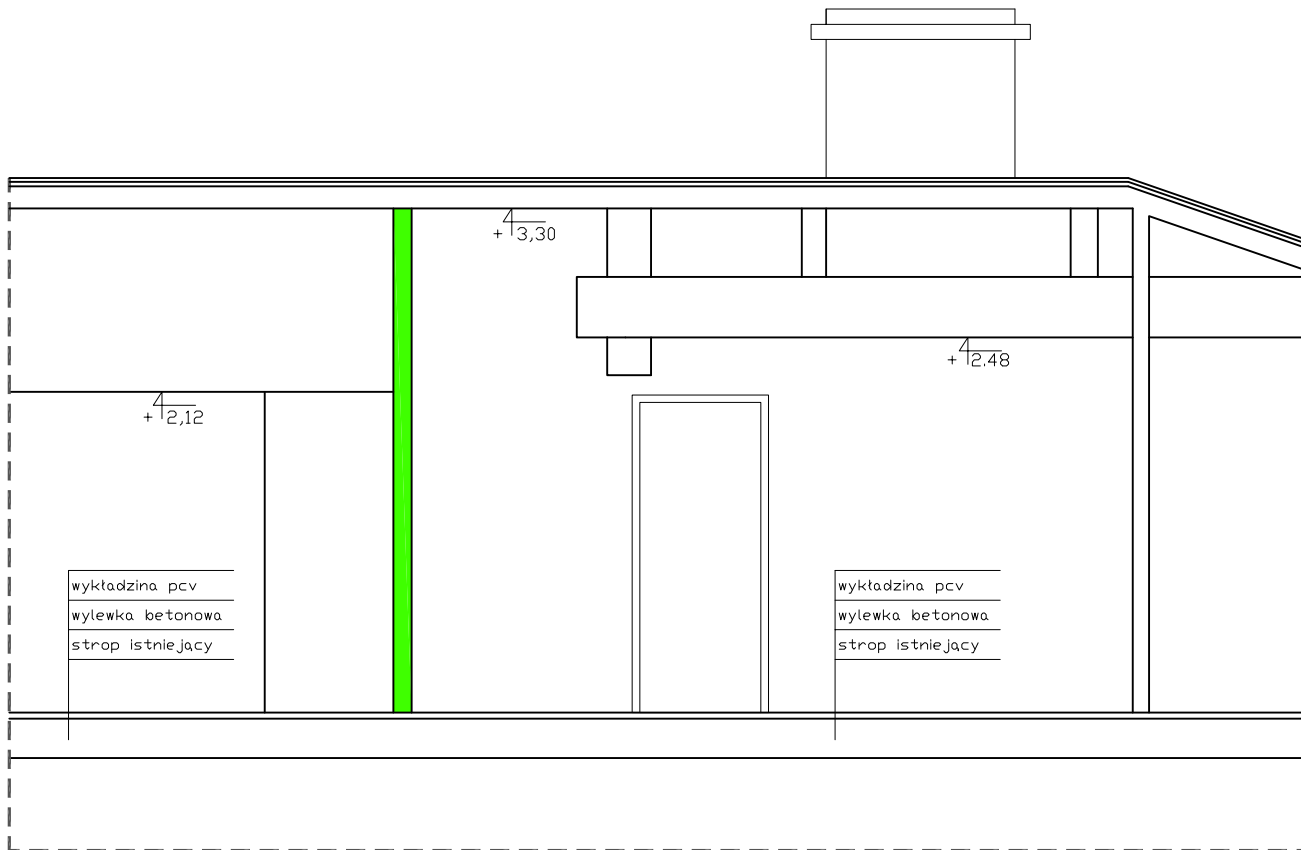 + 3,30
+ 2.48
+ 2,12
wykładzina pcv
wylewka betonowa
strop istniejący
wykładzina pcv
wylewka betonowa
strop istniejący